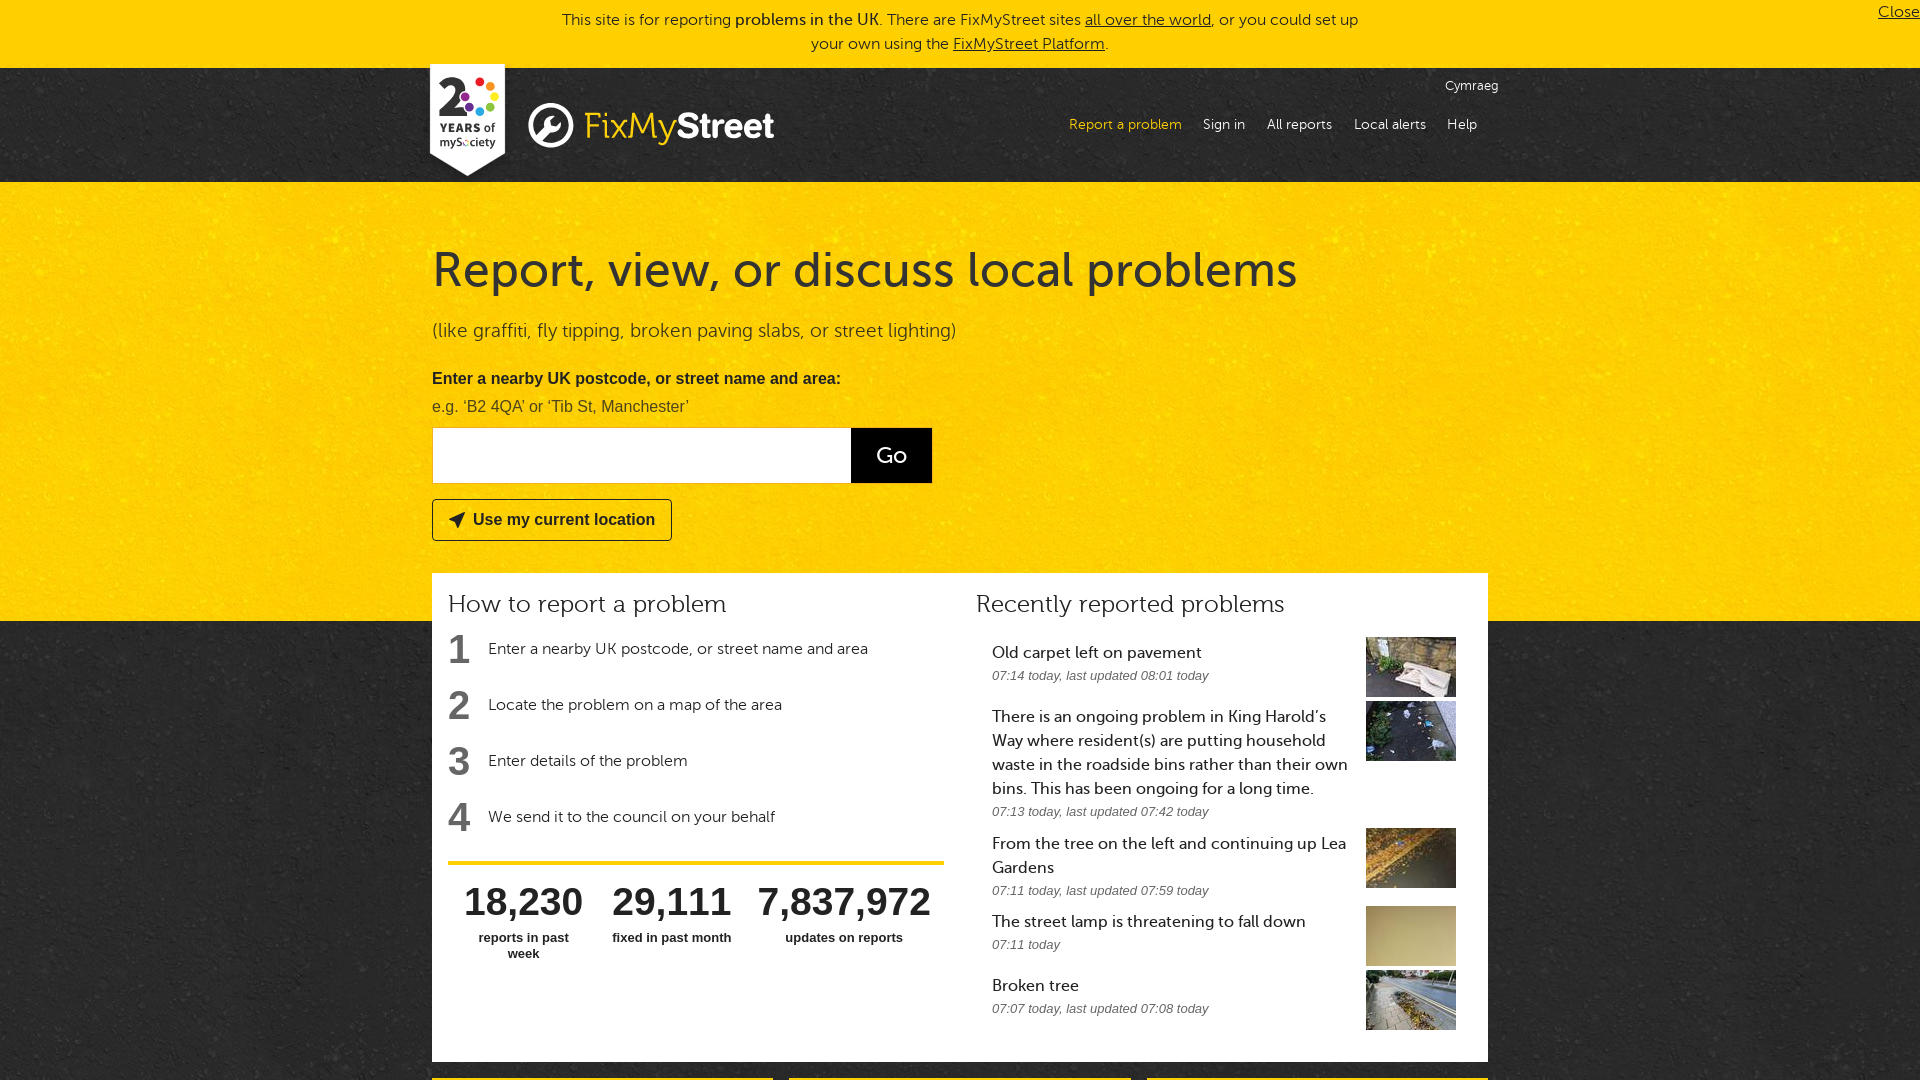 This site is for reporting problems in the UK. There are FixMyStreet sites all over the world, or you could set up
your own using the FixMyStreet Platform.
Close
20
YEARS of
mySociety
FixMyStreet
Cymraeg
Report a problem
Sign in
All reports
Local alerts
Help
Report, view, or discuss local problems
(like graffiti, fly tipping, broken paving slabs, or street lighting)
Enter a nearby UK postcode, or street name and area:
e.g. ‘B2 4QA’ or ‘Tib St, Manchester’
Go
Use my current location
How to report a problem
1 Enter a nearby UK postcode, or street name and area
2 Locate the problem on a map of the area
3 Enter details of the problem
4 We send it to the council on your behalf
18,230
reports in past
week
29,111
fixed in past month
7,837,972
updates on reports
Recently reported problems
Old carpet left on pavement
07:14 today, last updated 08:01 today
There is an ongoing problem in King Harold’s
Way where resident(s) are putting household
waste in the roadside bins rather than their own
bins. This has been ongoing for a long time.
07:13 today, last updated 07:42 today
From the tree on the left and continuing up Lea
Gardens
07:11 today, last updated 07:59 today
The street lamp is threatening to fall down
07:11 today
Broken tree
07:07 today, last updated 07:08 today